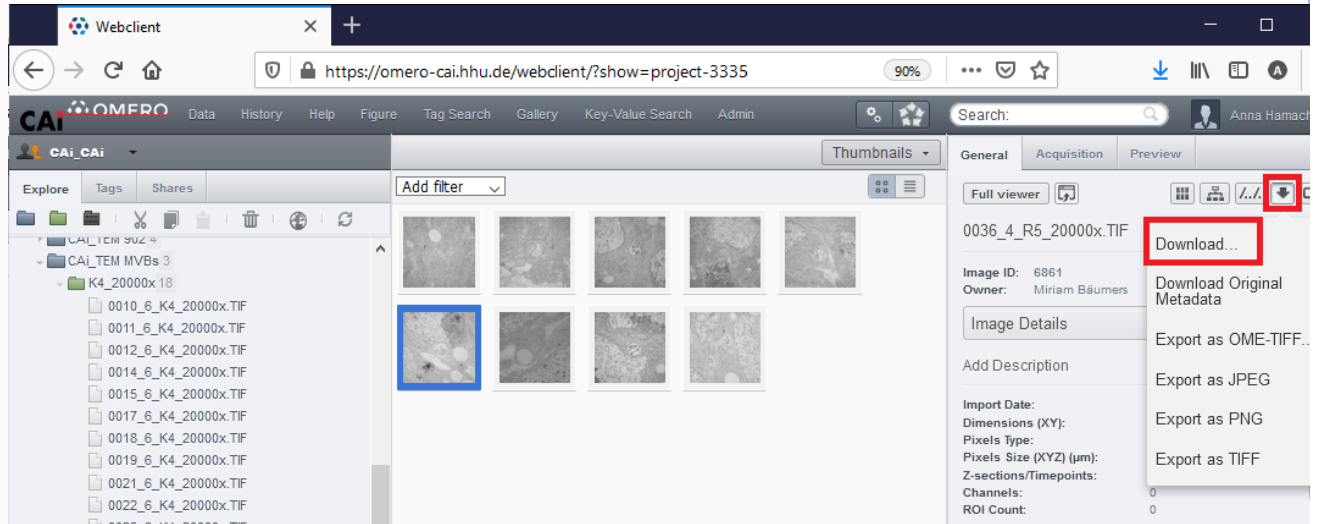 Webclient
https://omero-cai.hhu.de/webclient/?show=project-3335
90%
CAi OMERO Data History Help Figure Tag Search Gallery Key-Value Search Admin
Search:
Anna Hamach
CAi_CAi
Thumbnails
General Acquisition Preview
Explore Tags Shares
Add filter
Full viewer
/../.
CAi_TEM 902 4
0036_4_R5_20000x.TIF
Download...
CAi_TEM MVBs 3
K4_20000x 18
0010_6_K4_20000x.TIF
0011_6_K4_20000x.TIF
0012_6_K4_20000x.TIF
0014_6_K4_20000x.TIF
0015_6_K4_20000x.TIF
0017_6_K4_20000x.TIF
0018_6_K4_20000x.TIF
0019_6_K4_20000x.TIF
0021_6_K4_20000x.TIF
0022_6_K4_20000x.TIF
Image ID: 6861
Owner: Miriam Bäumers
Image Details
Add Description
Import Date:
Dimensions (XY):
Pixels Type:
Pixels Size (XYZ) (µm):
Z-sections/Timepoints:
Channels: 0
ROI Count: 0
Download Original
Metadata
Export as OME-TIFF..
Export as JPEG
Export as PNG
Export as TIFF